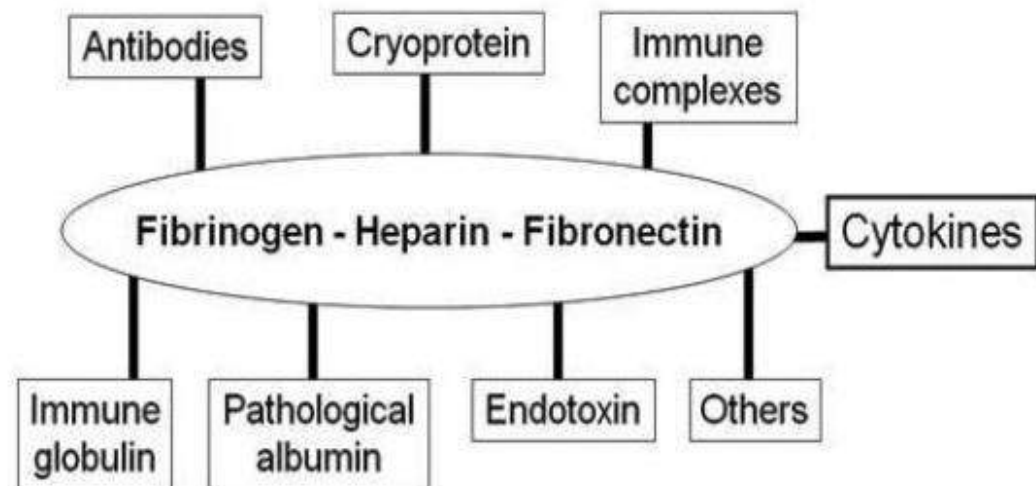 Antibodies
Cryoprotein
Immune
complexes
Fibrinogen - Heparin - Fibronectin
Cytokines
Immune
globulin
Pathological
albumin
Endotoxin
Others